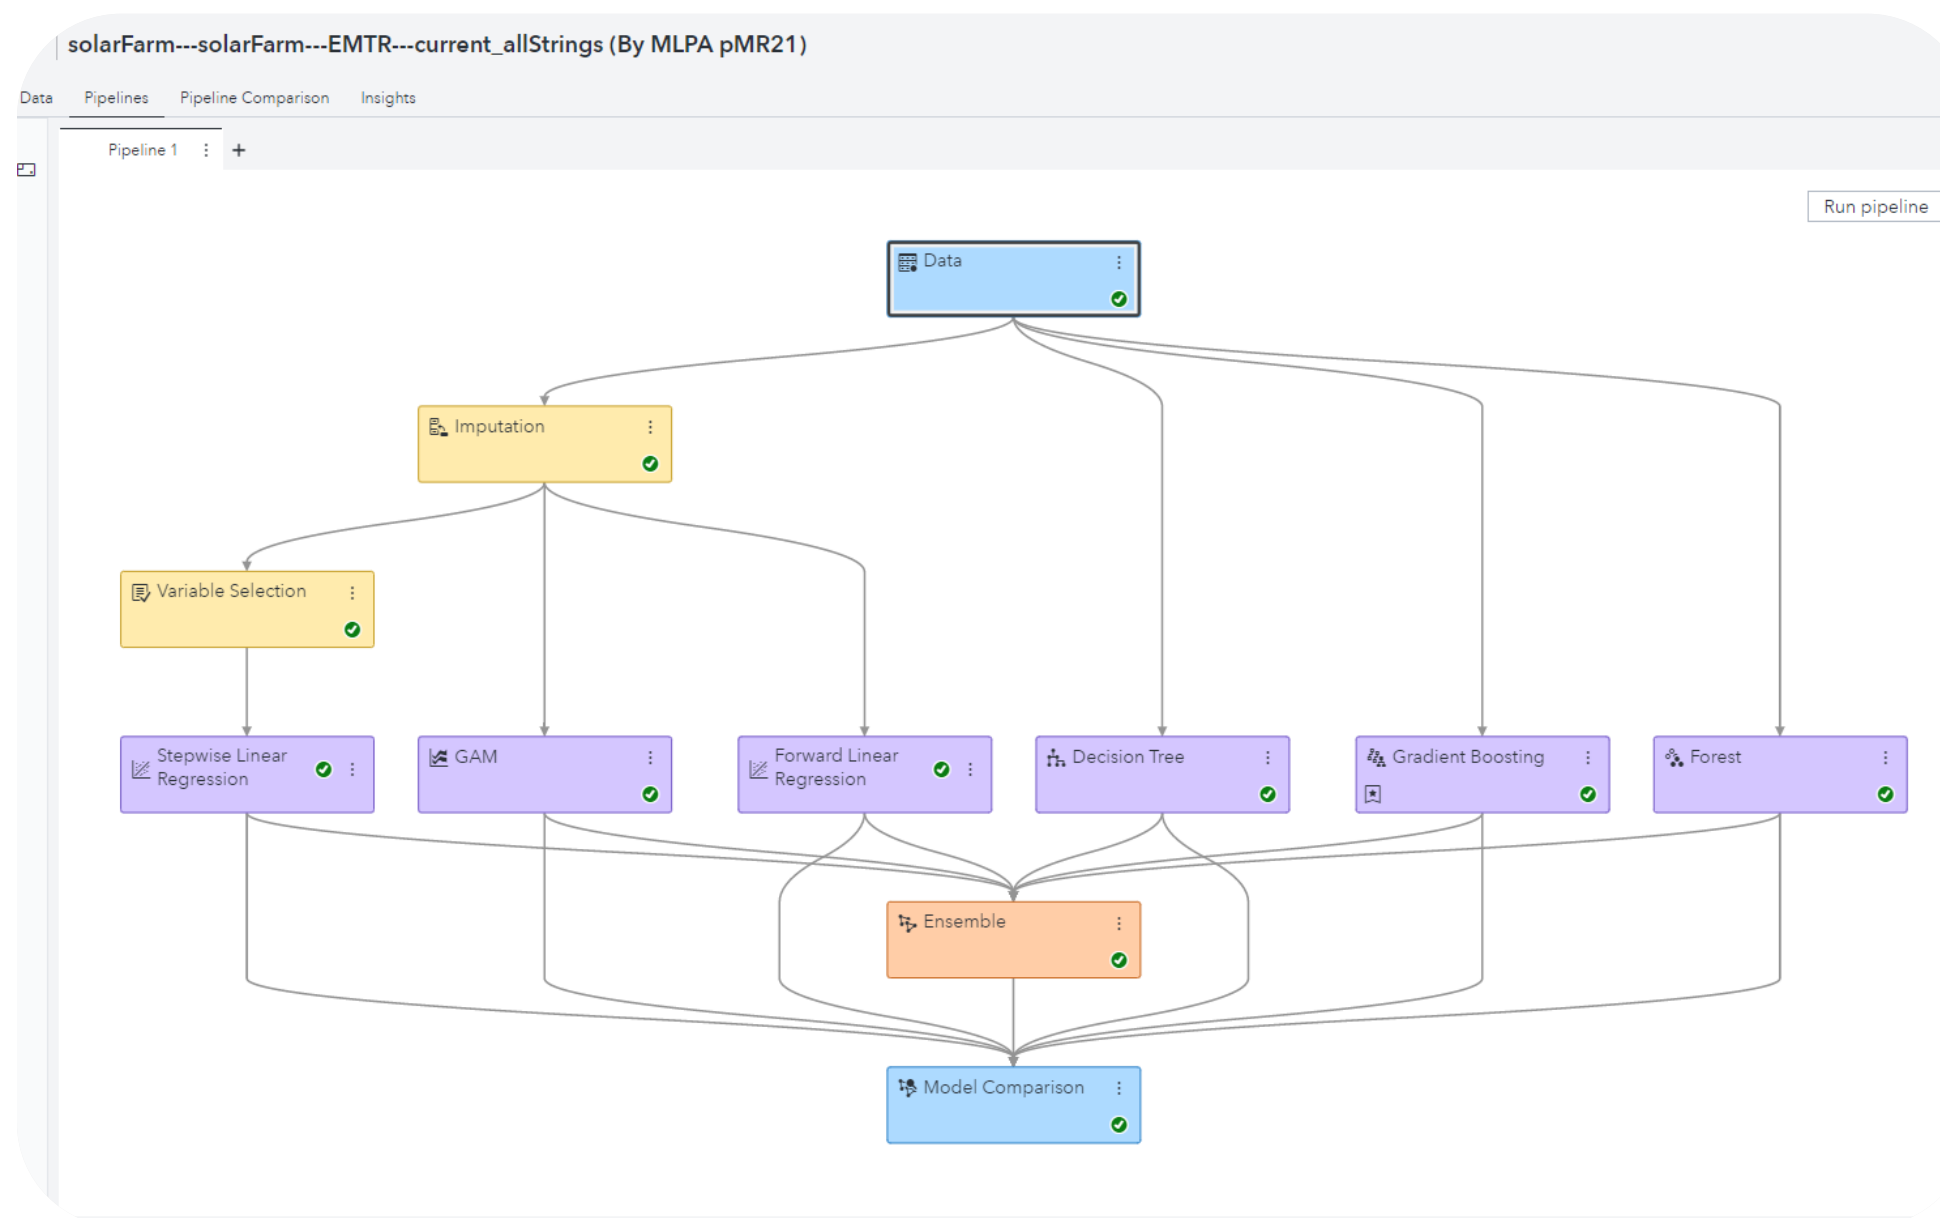 solarFarm---solarFarm---EMTR---current_allStrings (By MLPA pMR21)
Data Pipelines Pipeline Comparison Insights
Pipeline 1
Run pipeline
Data
Imputation
Variable Selection
Stepwise Linear
Regression
GAM
Forward Linear
Regression
Decision Tree
Gradient Boosting
Forest
Ensemble
Model Comparison